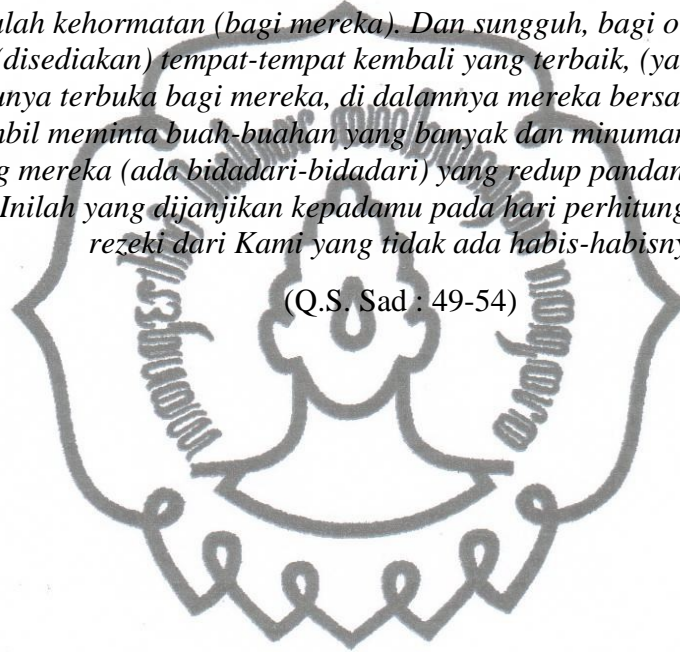 lah kehormatan (bagi mereka). Dan sungguh, bagi o
(disediakan) tempat-tempat kembali yang terbaik, (ya
unya terbuka bagi mereka, di dalamnya mereka bersa
mbil meminta buah-buahan yang banyak dan minuman
g mereka (ada bidadari-bidadari) yang redup pandan
Inilah yang dijanjikan kepadamu pada hari perhitung
rezeki dari Kami yang tidak ada habis-habisny
(Q.S. Sad : 49-54)